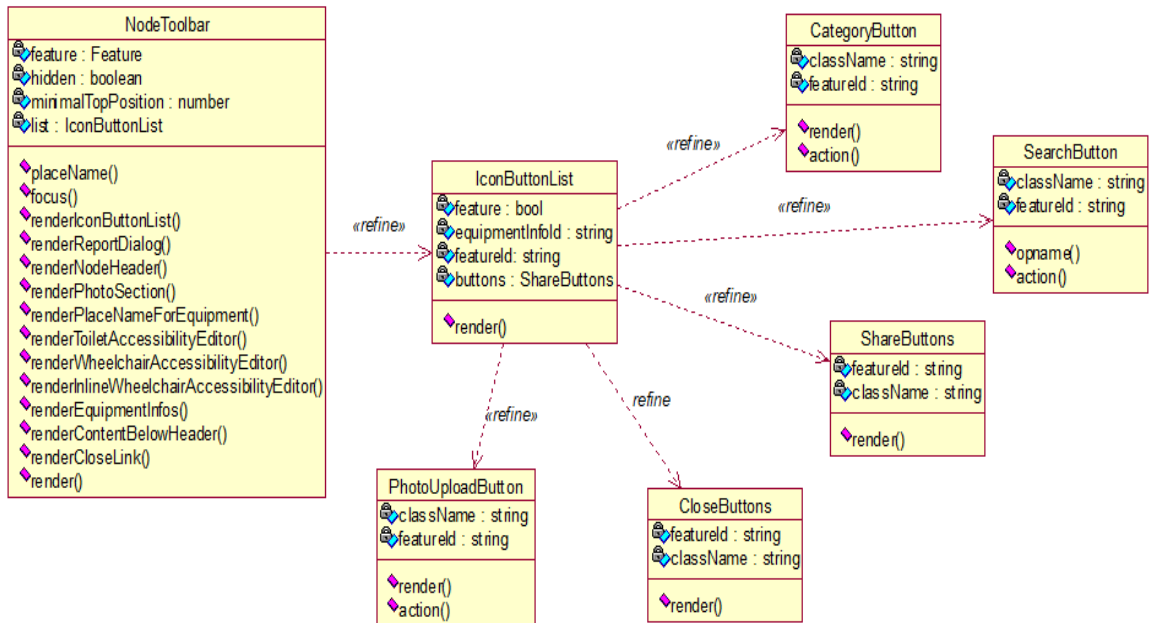 NodeToolbar
feature : Feature
hidden : boolean
minimalTopPosition : number
list : IconButtonList
placeName()
focus()
renderIconButtonList()
renderReportDialog()
renderNodeHeader()
renderPhotoSection()
renderPlaceNameForEquipment()
renderToiletAccessibilityEditor()
renderWheelchairAccessibilityEditor()
renderInlineWheelchairAccessibilityEditor()
renderEquipmentInfos()
renderContentBelowHeader()
renderCloseLink()
render()
«refine»
IconButtonList
feature : bool
equipmentInfoId : string
featureId: string
buttons : ShareButtons
render()
«refine»
CategoryButton
className : string
featureId : string
render()
action()
«refine»
SearchButton
className : string
featureId : string
opname()
action()
«refine»
ShareButtons
featureId : string
className : string
render()
«refine»
PhotoUploadButton
className : string
featureId : string
render()
action()
refine
CloseButtons
featureId : string
className : string
render()